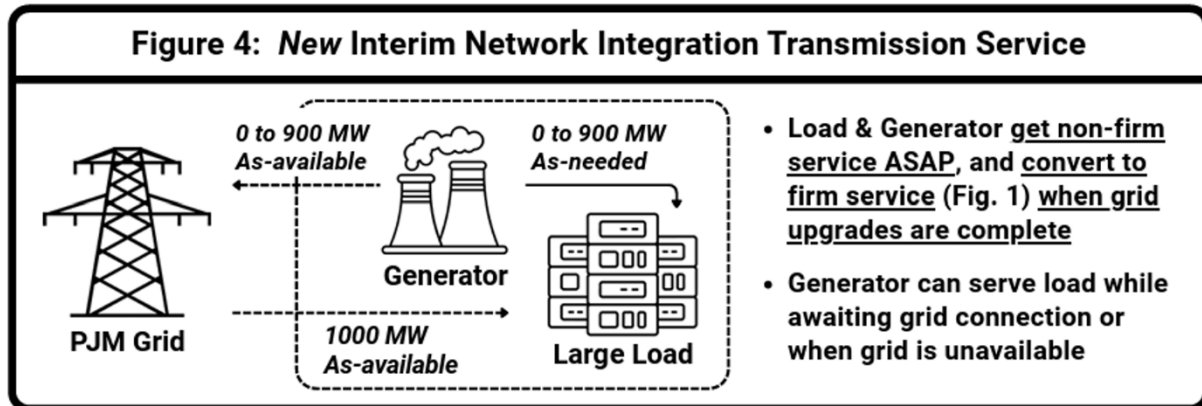 Figure 4: New Interim Network Integration Transmission Service
0 to 900 MW
As-available
0 to 900 MW
As-needed
Generator
PJM Grid
1000 MW
As-available
Large Load
• Load & Generator get non-firm
service ASAP, and convert to
firm service (Fig. 1) when grid
upgrades are complete
• Generator can serve load while
awaiting grid connection or
when grid is unavailable